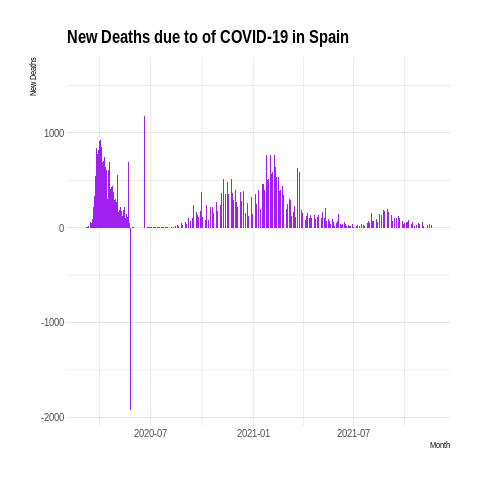 New Deaths due to of COVID-19 in Spain
New Deaths
1000
0
-1000
-2000
2020-07
2021-01
2021-07
Month